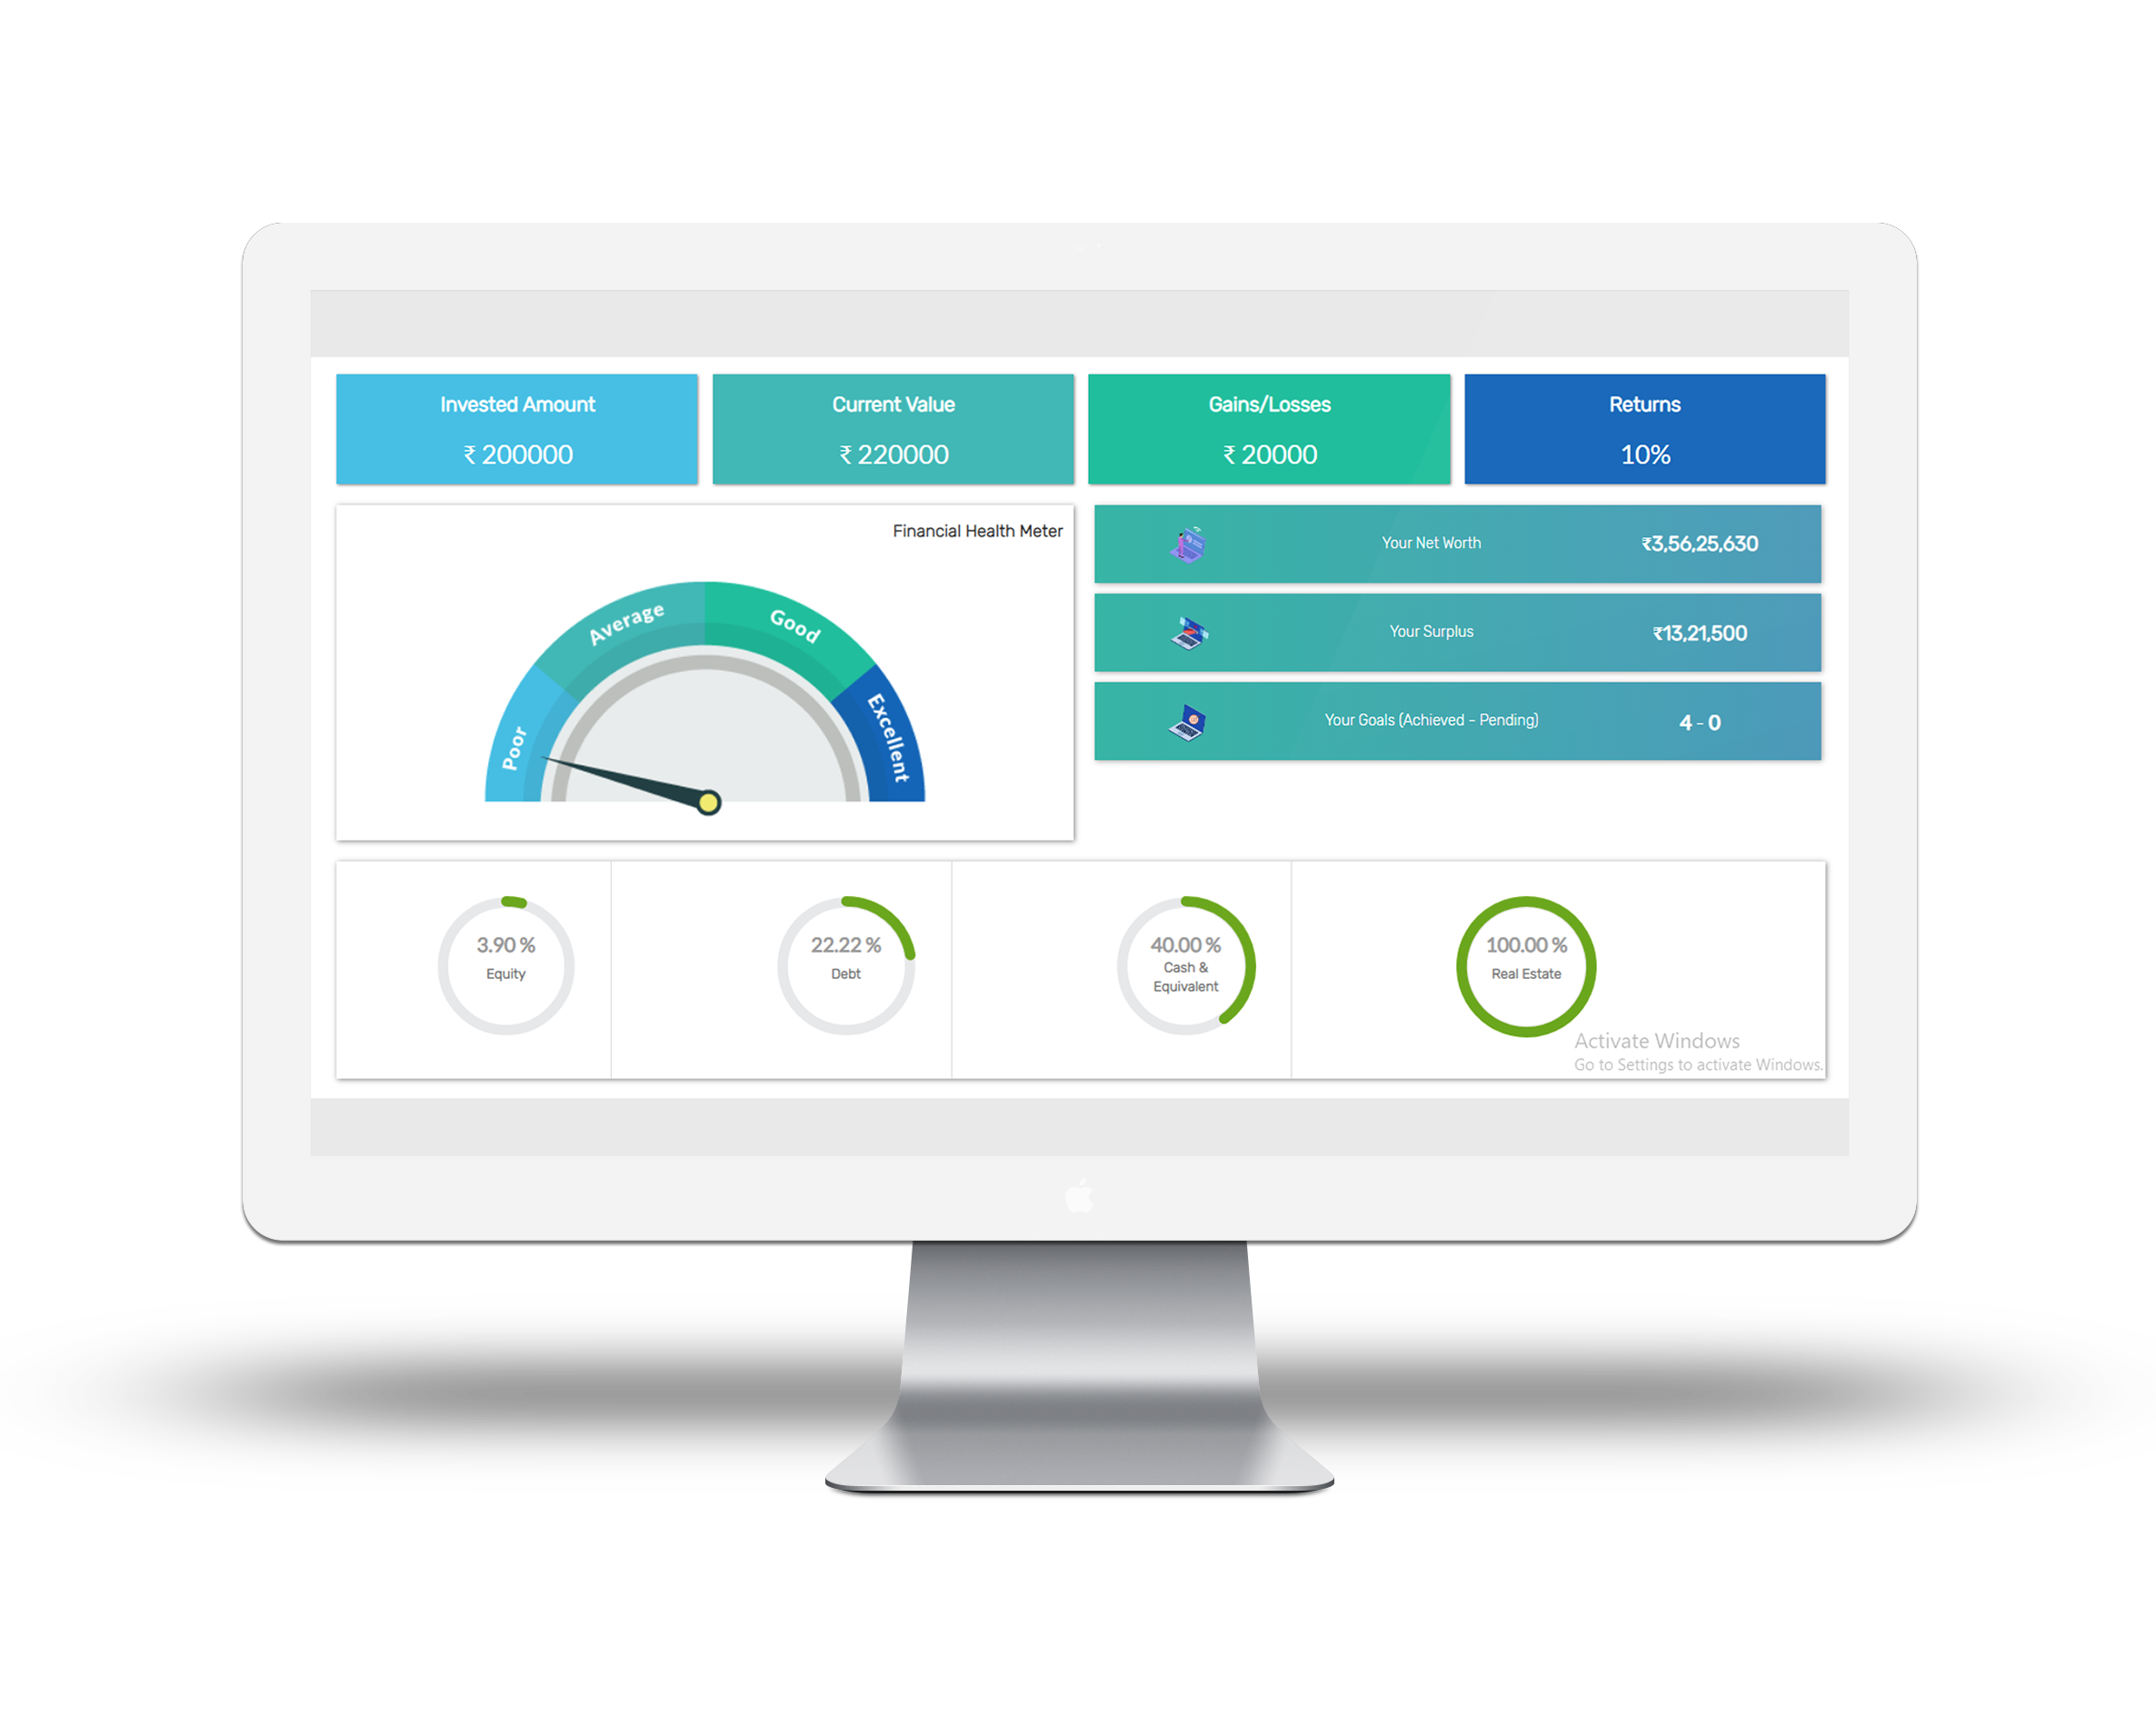 Invested Amount
₹ 200000
Current Value
₹ 220000
Gains/Losses
₹ 20000
Returns
10%
Financial Health Meter
Poor
Average
Good
Excellent
Your Net Worth
₹3,56,25,630
Your Surplus
₹13,21,500
Your Goals (Achieved - Pending)
4 - 0
3.90 %
Equity
22.22 %
Debt
40.00 %
Cash &
Equivalent
100.00 %
Real Estate
Activate Windows
Go to Settings to activate Windows.